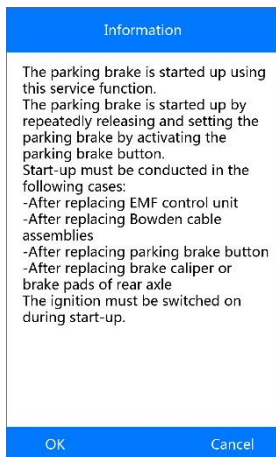 Information
The parking brake is started up using
this service function.
The parking brake is started up by
repeatedly releasing and setting the
parking brake by activating the
parking brake button.
Start-up must be conducted in the
following cases:
-After replacing EMF control unit
-After replacing Bowden cable
assemblies
-After replacing parking brake button
-After replacing brake caliper or
brake pads of rear axle
The ignition must be switched on
during start-up.
OK Cancel